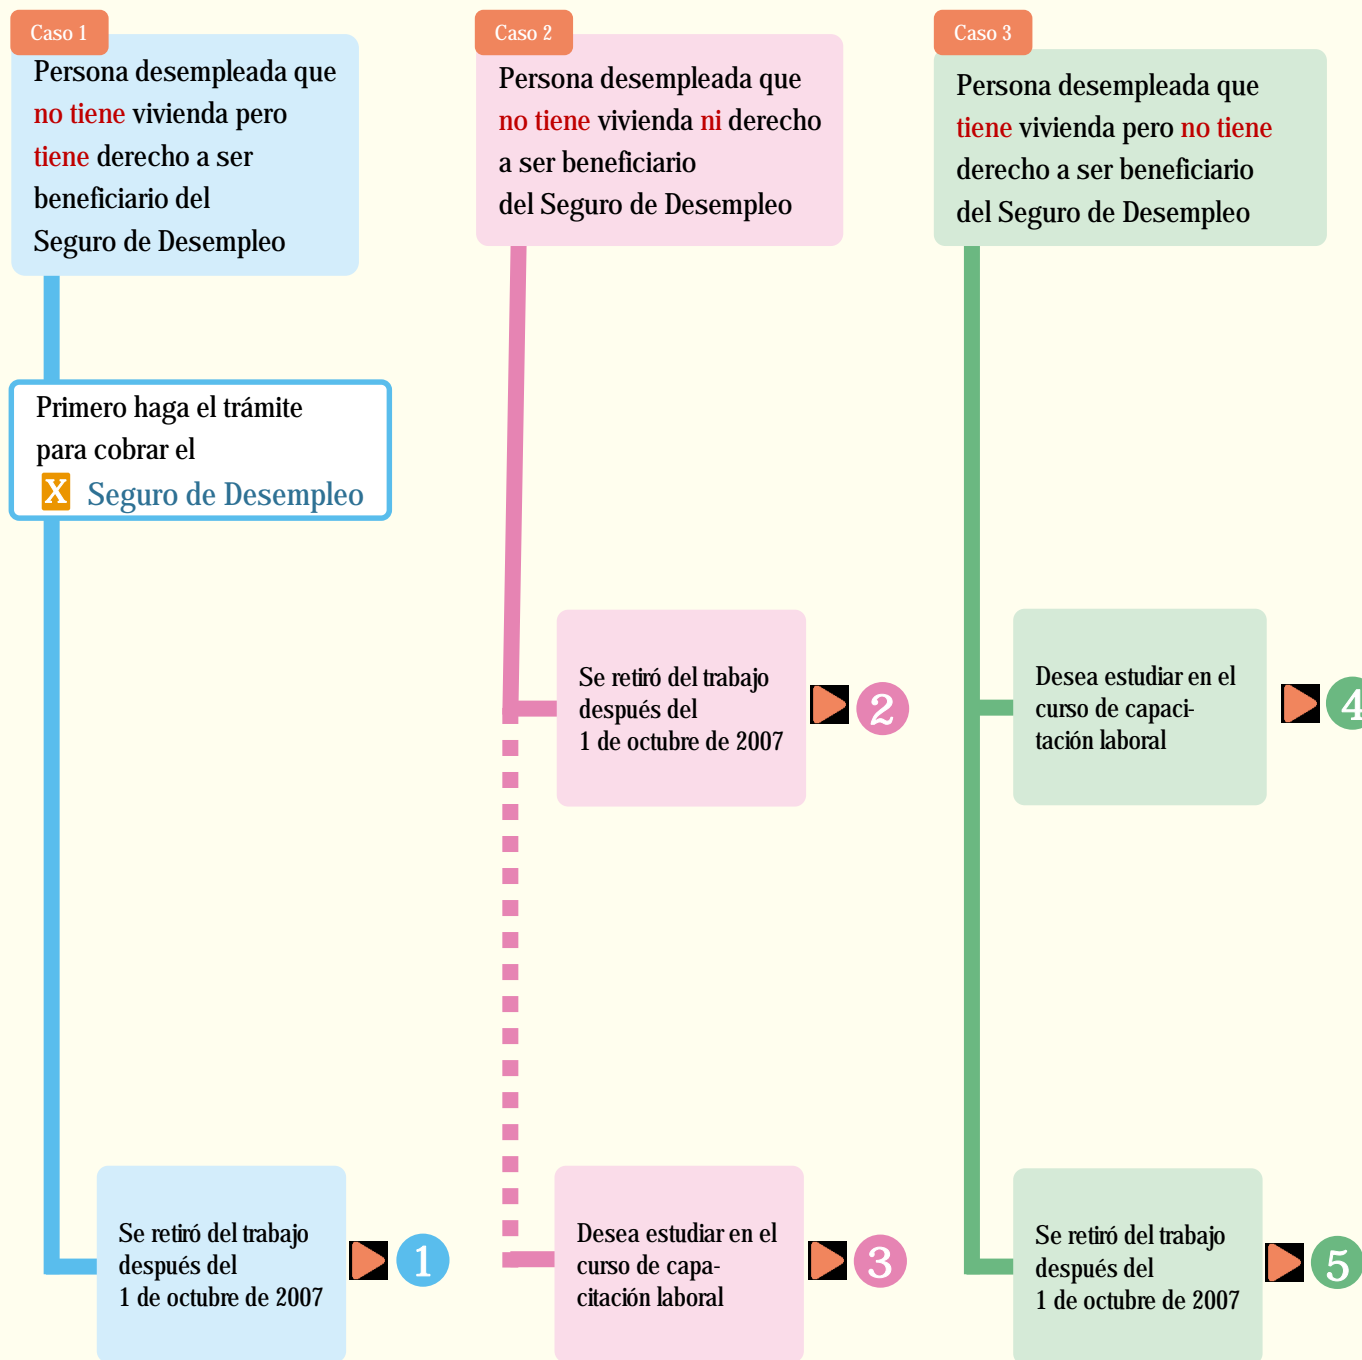 Caso 1
Persona desempleada que
no tiene vivienda pero
tiene derecho a ser
beneficiario del
Seguro de Desempleo
Primero haga el trámite
para cobrar el
X Seguro de Desempleo
Se retiró del trabajo
después del
1 de octubre de 2007
1
Caso 2
Persona desempleada que
no tiene vivienda ni derecho
a ser beneficiario
del Seguro de Desempleo
Se retiró del trabajo
después del
1 de octubre de 2007
2
Desea estudiar en el
curso de capa-
citación laboral
3
Caso 3
Persona desempleada que
tiene vivienda pero no tiene
derecho a ser beneficiario
del Seguro de Desempleo
Desea estudiar en el
curso de capaci-
tación laboral
4
Se retiró del trabajo
después del
1 de octubre de 2007
5